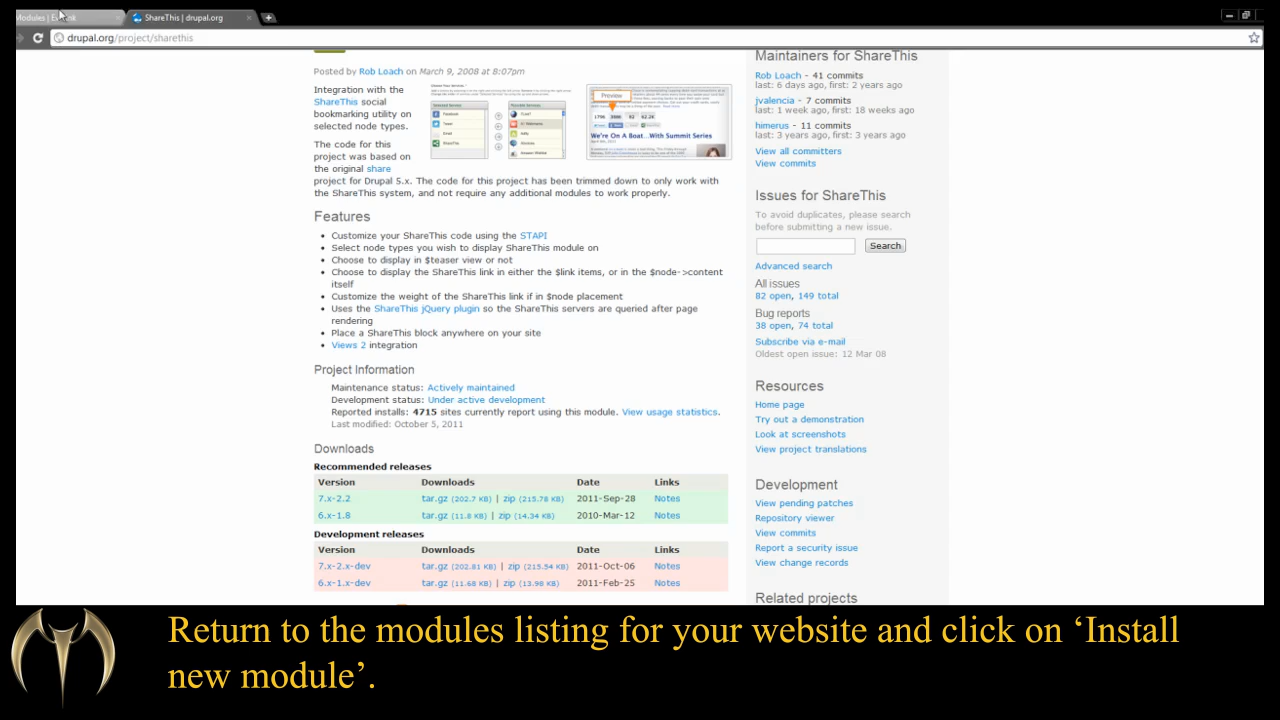 Modules |
ShareThis | drupal.org
drupal.org/project/sharethis
Posted by Rob Loach on March 9, 2008 at 8:07pm
Integration with the
ShareThis social
bookmarking utility on
selected node types.
The code for this
project was based on
the original share
project for Drupal 5.x. The code for this project has been trimmed down to only work with
the ShareThis system, and not require any additional modules to work properly.
Preview
We're On A Boat...With Summit Series
Features
• Customize your ShareThis code using the STAPI
• Select node types you wish to display ShareThis module on
• Choose to display in $teaser view or not
• Choose to display the ShareThis link in either the $link items, or in the $node->content
itself
• Customize the weight of the ShareThis link if in $node placement
• Uses the ShareThis jQuery plugin so the ShareThis servers are queried after page
rendering
• Place a ShareThis block anywhere on your site
• Views 2 integration
Project Information
Maintenance status: Actively maintained
Development status: Under active development
Reported installs: 4715 sites currently report using this module. View usage statistics.
Last modified: October 5, 2011
Downloads
Recommended releases
Version Downloads Date Links
7.x-2.2 tar.gz (202.7 KB) | zip (215.78 KB) 2011-Sep-28 Notes
6.x-1.8 tar.gz (11.8 KB) | zip (14.34 KB) 2010-Mar-12 Notes
Development releases
Version Downloads Date Links
7.x-2.x-dev tar.gz (202.81 KB) | zip (215.94 KB) 2011-Oct-06 Notes
6.x-1.x-dev tar.gz (11.68 KB) | zip (13.98 KB) 2011-Feb-25 Notes
Maintainers for ShareThis
Rob Loach - 41 commits
last: 6 days ago, first: 2 years ago
jvalencia - 7 commits
last: 1 week ago, first: 18 weeks ago
himerus - 11 commits
last: 3 years ago, first: 3 years ago
View all committers
View commits
Issues for ShareThis
To avoid duplicates, please search
before submitting a new issue.
Search
Advanced search
All issues
82 open, 149 total
Bug reports
38 open, 74 total
Subscribe via e-mail
Oldest open issue: 12 Mar 08
Resources
Home page
Try out a demonstration
Look at screenshots
View project translations
Development
View pending patches
Repository viewer
View commits
Report a security issue
View change records
Related projects
Return to the modules listing for your website and click on ‘Install
new module’.